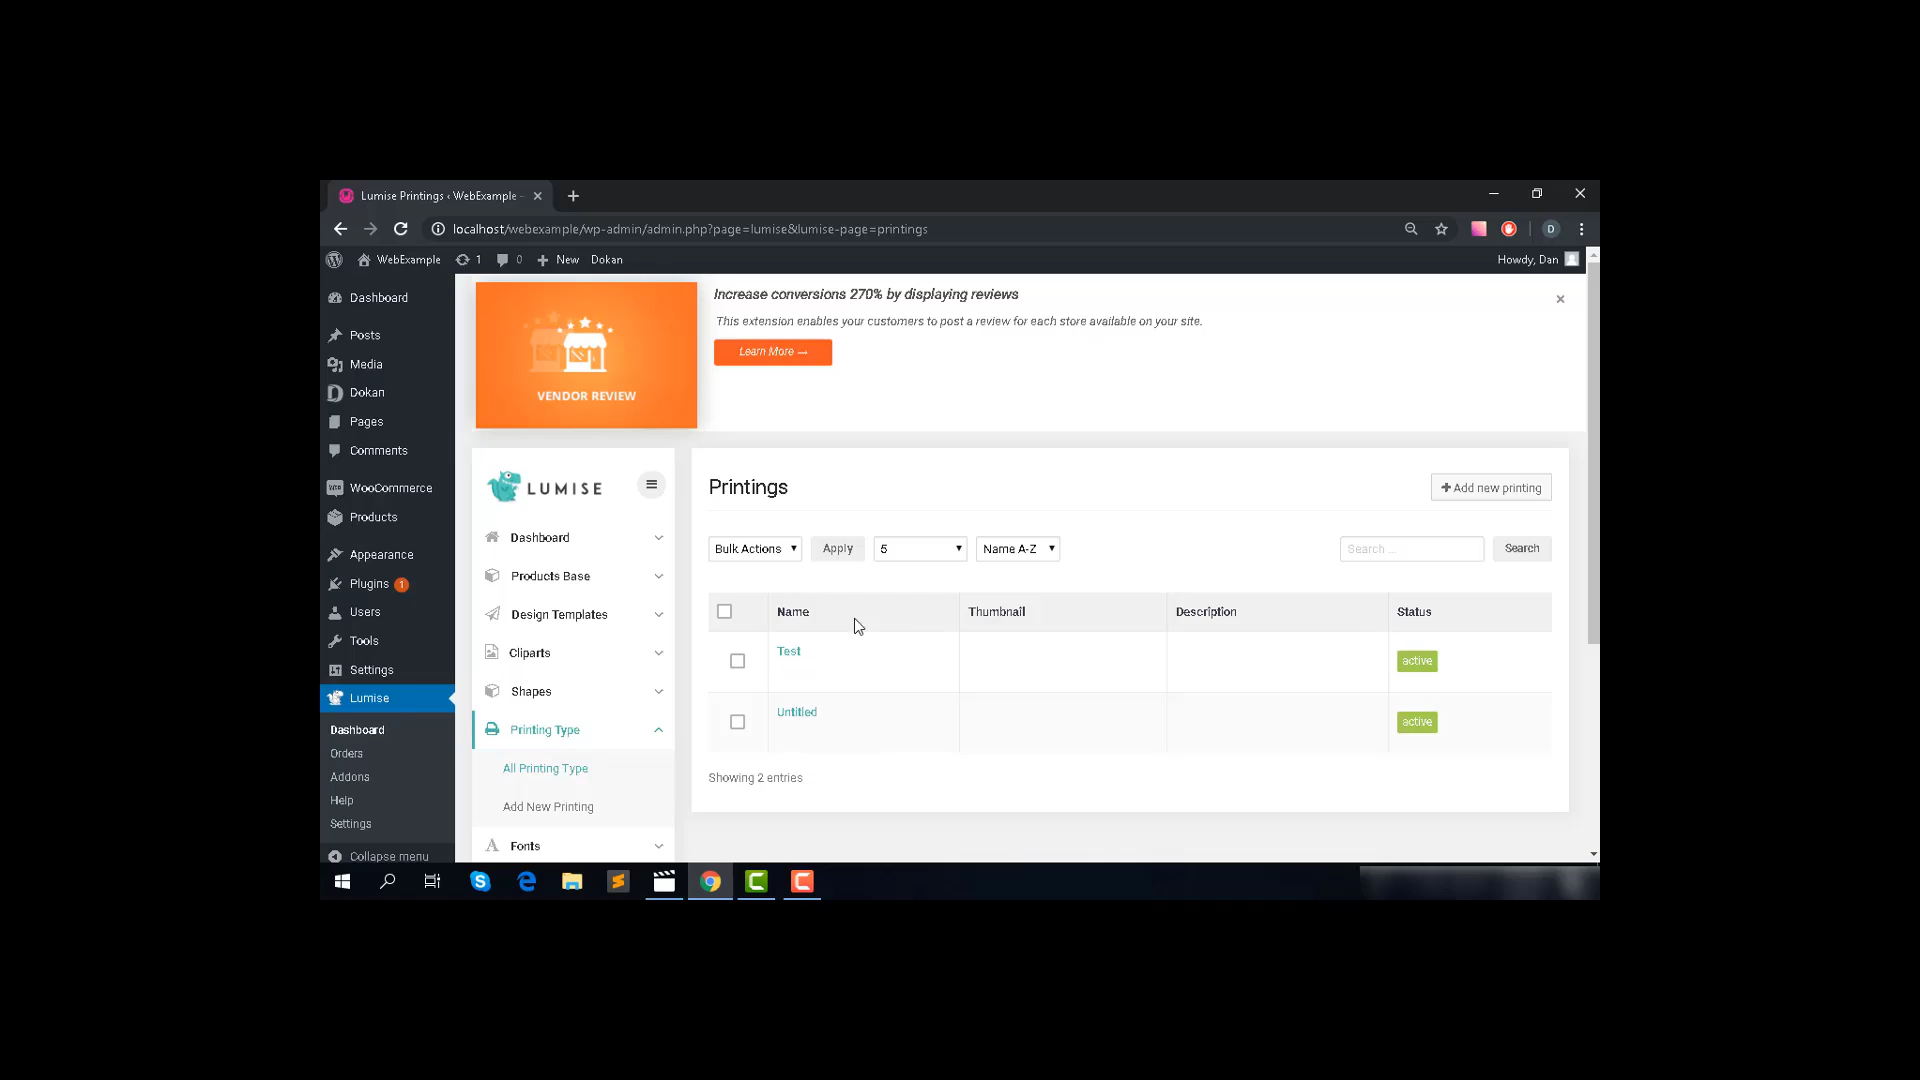 Lumise Printings ‹ WebExample -
localhost/webexample/wp-admin/admin.php?page=lumise&lumise-page=printings
D
WebExample 1 0 New Dokan
Howdy, Dan
Dashboard
Posts
Media
Dokan
Pages
Comments
WooCommerce
Products
Appearance
Plugins 1
Users
Tools
Settings
Lumise
Dashboard
Orders
Addons
Help
Settings
Collapse menu
VENDOR REVIEW
Increase conversions 270% by displaying reviews
This extension enables your customers to post a review for each store available on your site.
Learn More →
LUMISE
Dashboard
Products Base
Design Templates
Cliparts
Shapes
Printing Type
All Printing Type
Add New Printing
Fonts
Printings
Add new printing
Bulk Actions Apply 5 Name A-Z Search ... Search
Name Thumbnail Description Status
Test active
Untitled active
Showing 2 entries